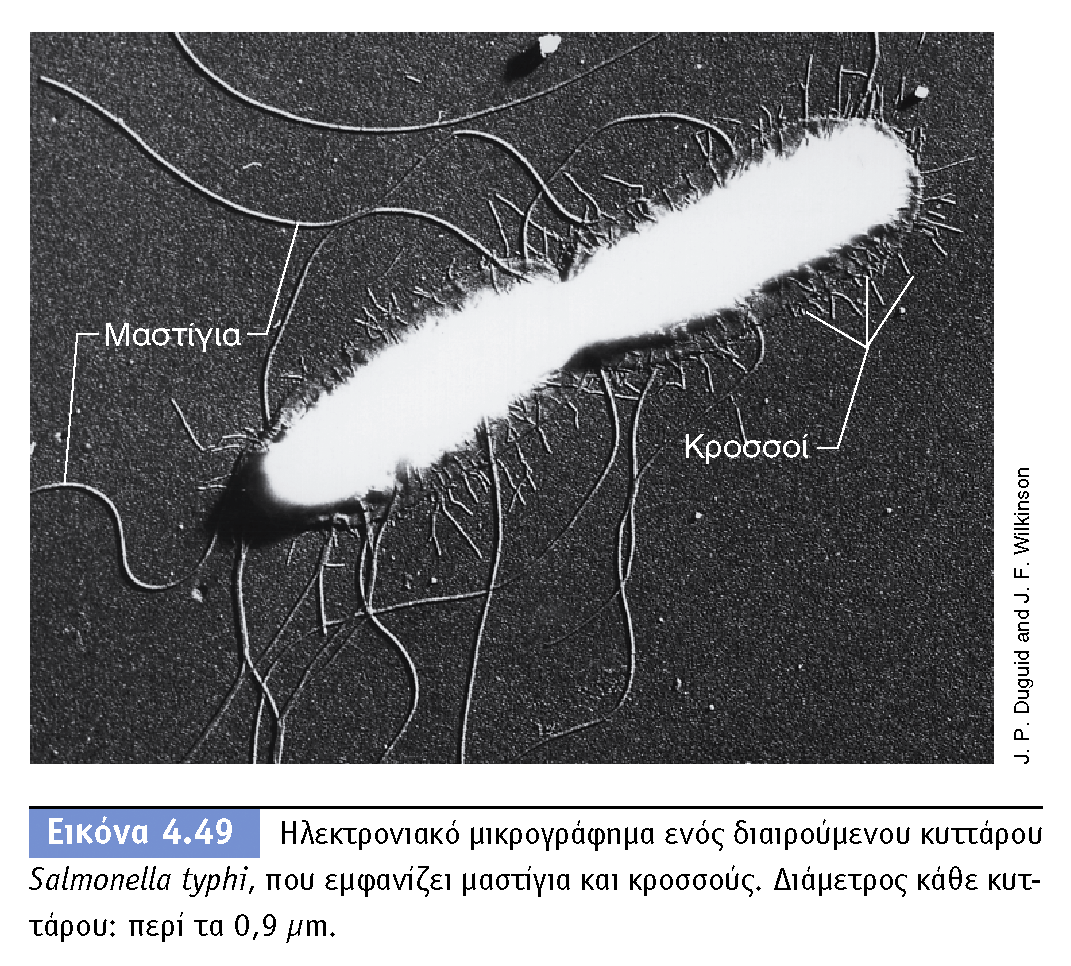 Μαστίγια
Κροσσοί
J. P. Duguid and J. F. Wilkinson
Εικόνα 4.49 Ηλεκτρονιακό μικρογράφημα ενός διαιρούμενου κυττάρου
Salmonella typhi, που εμφανίζει μαστίγια και κροσσούς. Διάμετρος κάθε κυτ-
τάρου: περί τα 0,9 μm.